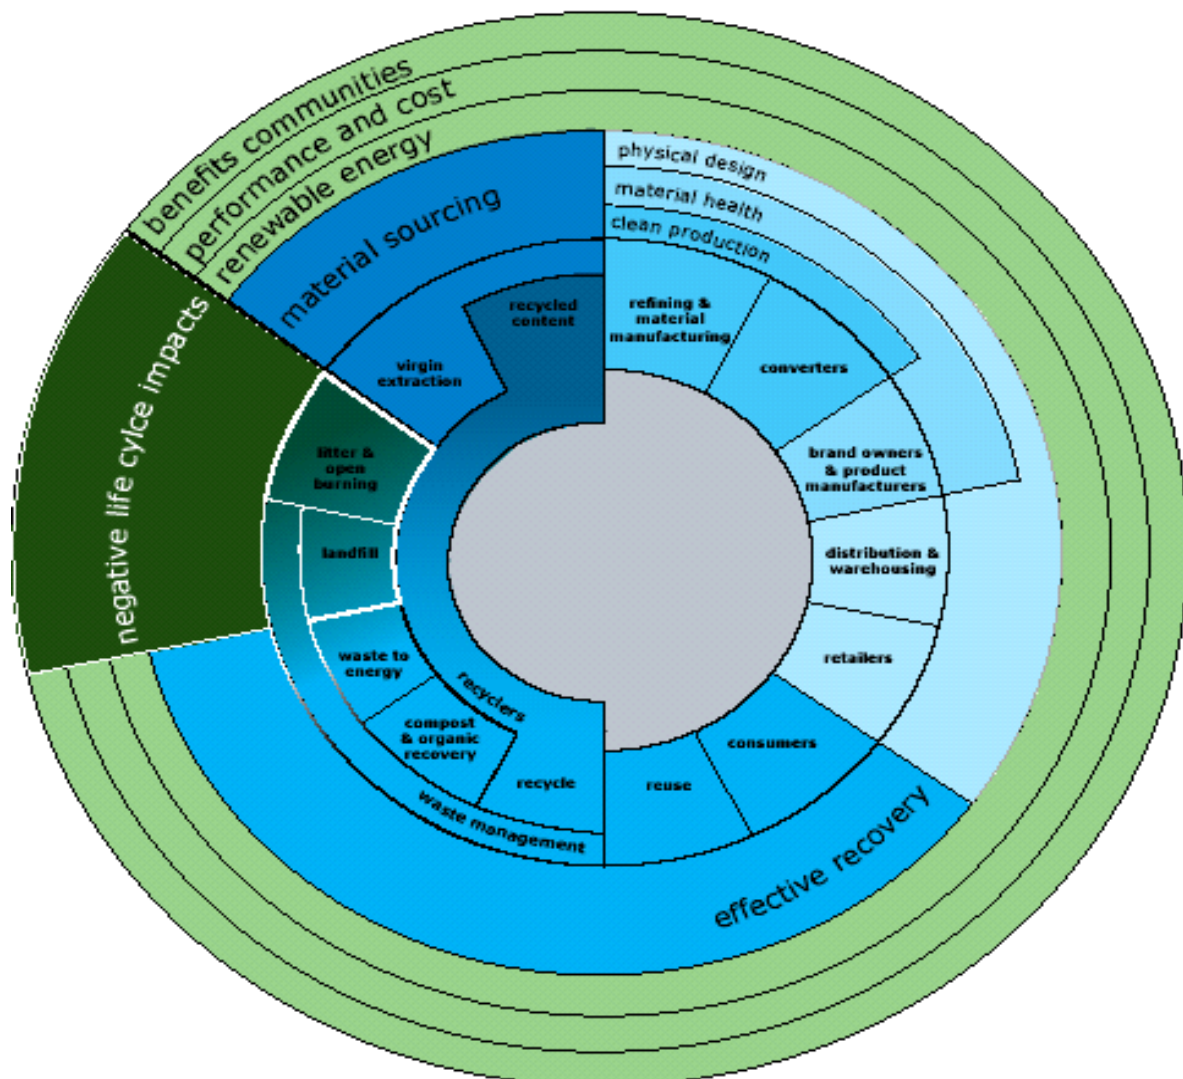 benefits communities
performance and cost
renewable energy
material sourcing
physical design
material health
clean production
recycled
content
virgin
extraction
refining &
material
manufacturing
converters
brand owners
& product
manufacturers
distribution &
warehousing
retailers
consumers
reuse
effective recovery
recycle
compost
& organic
recovery
waste to
energy
recyclers
waste management
landfill
litter &
open
burning
negative life cylce impacts